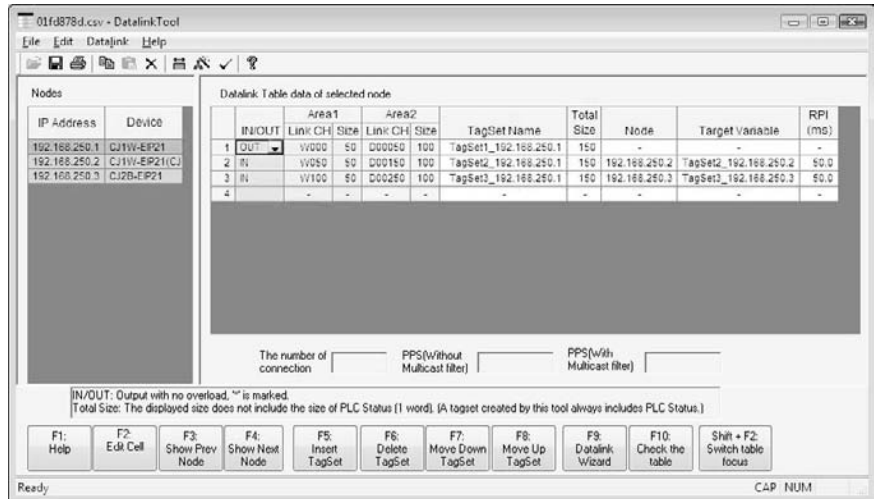 01fd878d.csv - DatalinkTool
File Edit Datalink Help
Nodes
IP Address Device
192.168.250.1 CJ1W-EIP21
192.168.250.2 CJ1W-EIP21(CJ
192.168.250.3 CJ2B-EIP21
Datalink Table data of selected node
Area1 Area2 Total RPI
IN/OUT Link CH Size Link CH Size TagSet Name Size Node Target Variable (ms)
1 OUT W000 50 D00050 100 TagSet1_192.168.250.1 150 - - -
2 IN W050 50 D00150 100 TagSet2_192.168.250.1 150 192.168.250.2 TagSet2_192.168.250.2 50.0
3 IN W100 50 D00250 100 TagSet3_192.168.250.1 150 192.168.250.3 TagSet3_192.168.250.3 50.0
4 - - - - - - - - -
The number of connection
PPS(Without Multicast filter)
PPS(With Multicast filter)
IN/OUT: Output with no overload, '*' is marked.
Total Size: The displayed size does not include the size of PLC Status (1 word). (A tagset created by this tool always includes PLC Status.)
F1: Help
F2: Edit Cell
F3: Show Prev Node
F4: Show Next Node
F5: Insert TagSet
F6: Delete TagSet
F7: Move Down TagSet
F8: Move Up TagSet
F9: Datalink Wizard
F10: Check the table
Shift + F2: Switch table focus
Ready CAP NUM